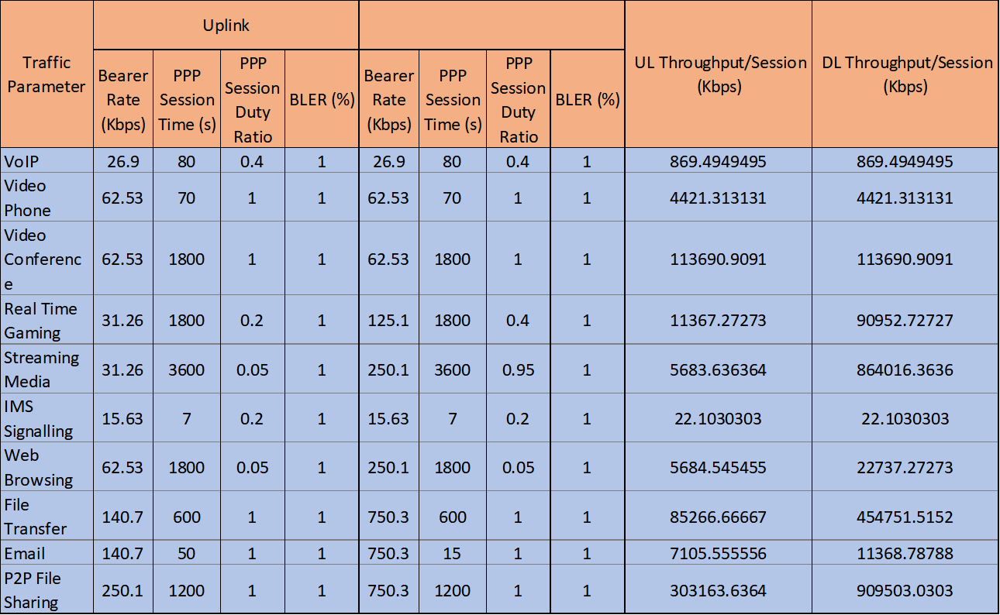 Traffic Parameter | Uplink | | UL Throughput/Session (Kbps) | DL Throughput/Session (Kbps)
Bearer Rate (Kbps) | PPP Session Time (s) | PPP Session Duty Ratio | BLER (%) | Bearer Rate (Kbps) | PPP Session Time (s) | PPP Session Duty Ratio | BLER (%)
VoIP | 26.9 | 80 | 0.4 | 1 | 26.9 | 80 | 0.4 | 1 | 869.4949495 | 869.4949495
Video Phone | 62.53 | 70 | 1 | 1 | 62.53 | 70 | 1 | 1 | 4421.313131 | 4421.313131
Video Conference | 62.53 | 1800 | 1 | 1 | 62.53 | 1800 | 1 | 1 | 113690.9091 | 113690.9091
Real Time Gaming | 31.26 | 1800 | 0.2 | 1 | 125.1 | 1800 | 0.4 | 1 | 11367.27273 | 90952.72727
Streaming Media | 31.26 | 3600 | 0.05 | 1 | 250.1 | 3600 | 0.95 | 1 | 5683.636364 | 864016.3636
IMS Signalling | 15.63 | 7 | 0.2 | 1 | 15.63 | 7 | 0.2 | 1 | 22.1030303 | 22.1030303
Web Browsing | 62.53 | 1800 | 0.05 | 1 | 250.1 | 1800 | 0.05 | 1 | 5684.545455 | 22737.27273
File Transfer | 140.7 | 600 | 1 | 1 | 750.3 | 600 | 1 | 1 | 85266.66667 | 454751.5152
Email | 140.7 | 50 | 1 | 1 | 750.3 | 15 | 1 | 1 | 7105.555556 | 11368.78788
P2P File Sharing | 250.1 | 1200 | 1 | 1 | 750.3 | 1200 | 1 | 1 | 303163.6364 | 909503.0303